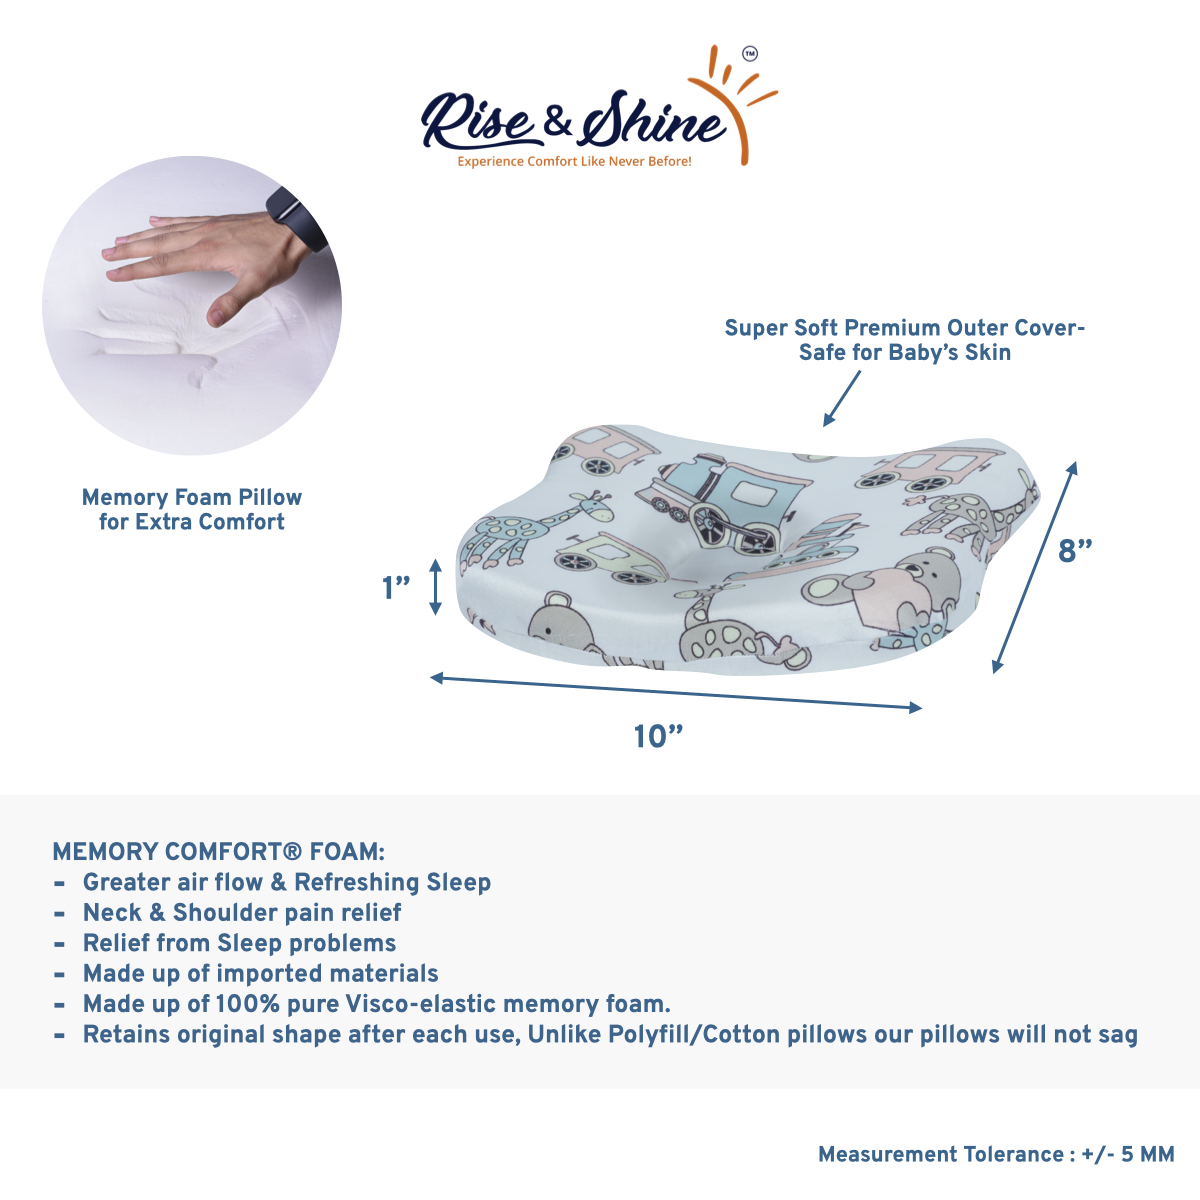 Rise & Shine
TM
Experience Comfort Like Never Before!
Super Soft Premium Outer Cover-
Safe for Baby’s Skin
Memory Foam Pillow
for Extra Comfort
1”
8”
10”
MEMORY COMFORT® FOAM:
- Greater air flow & Refreshing Sleep
- Neck & Shoulder pain relief
- Relief from Sleep problems
- Made up of imported materials
- Made up of 100% pure Visco-elastic memory foam.
- Retains original shape after each use, Unlike Polyfill/Cotton pillows our pillows will not sag
Measurement Tolerance : +/- 5 MM